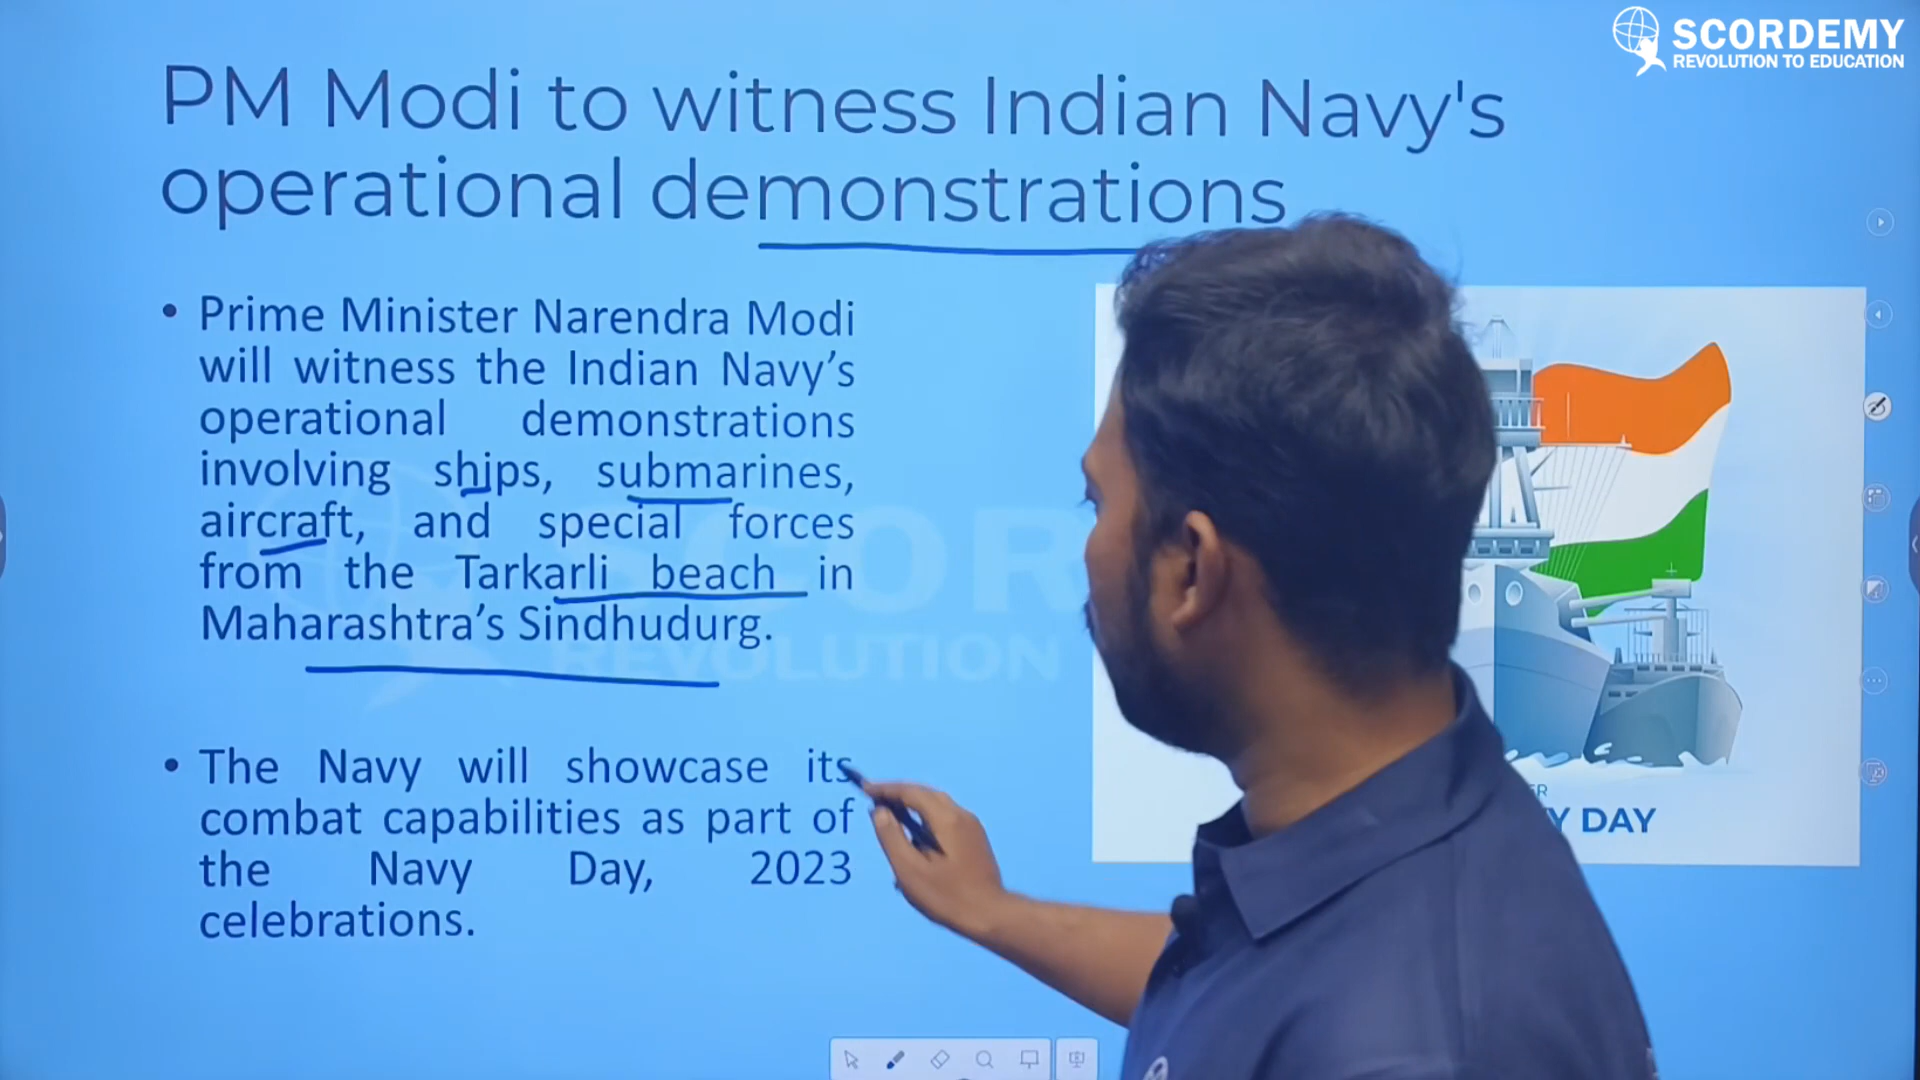 SCORDEMY
REVOLUTION TO EDUCATION
PM Modi to witness Indian Navy's
operational demonstrations
• Prime Minister Narendra Modi
will witness the Indian Navy’s
operational demonstrations
involving ships, submarines,
aircraft, and special forces
from the Tarkarli beach in
Maharashtra’s Sindhudurg.
REVOLUTION
• The Navy will showcase its
combat capabilities as part of
the Navy Day, 2023
celebrations.
DAY